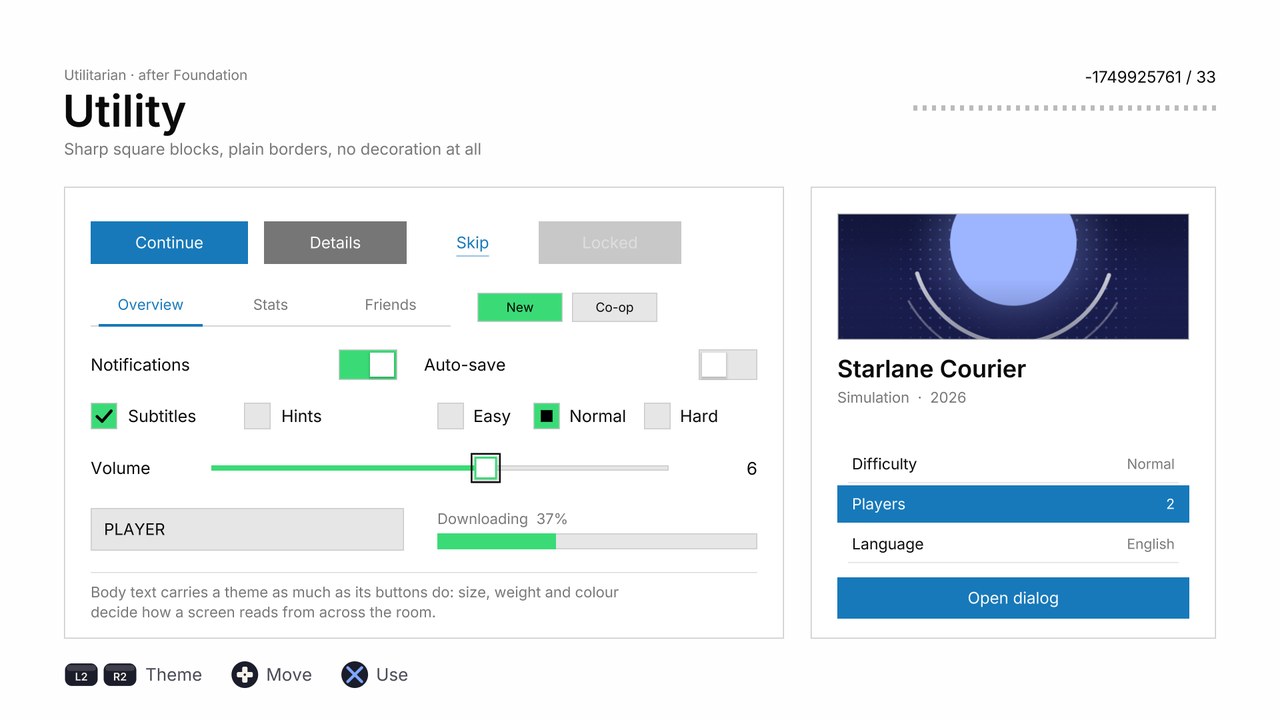 Utilitarian · after Foundation
Utility
Sharp square blocks, plain borders, no decoration at all
-1749925761 / 33
Continue
Details
Skip
Locked
Overview
Stats
Friends
New
Co-op
Notifications
Auto-save
Subtitles
Hints
Easy
Normal
Hard
Volume
6
PLAYER
Downloading 37%
Body text carries a theme as much as its buttons do: size, weight and colour
decide how a screen reads from across the room.
Starlane Courier
Simulation · 2026
Difficulty
Normal
Players
2
Language
English
Open dialog
L2
R2
Theme
Move
Use